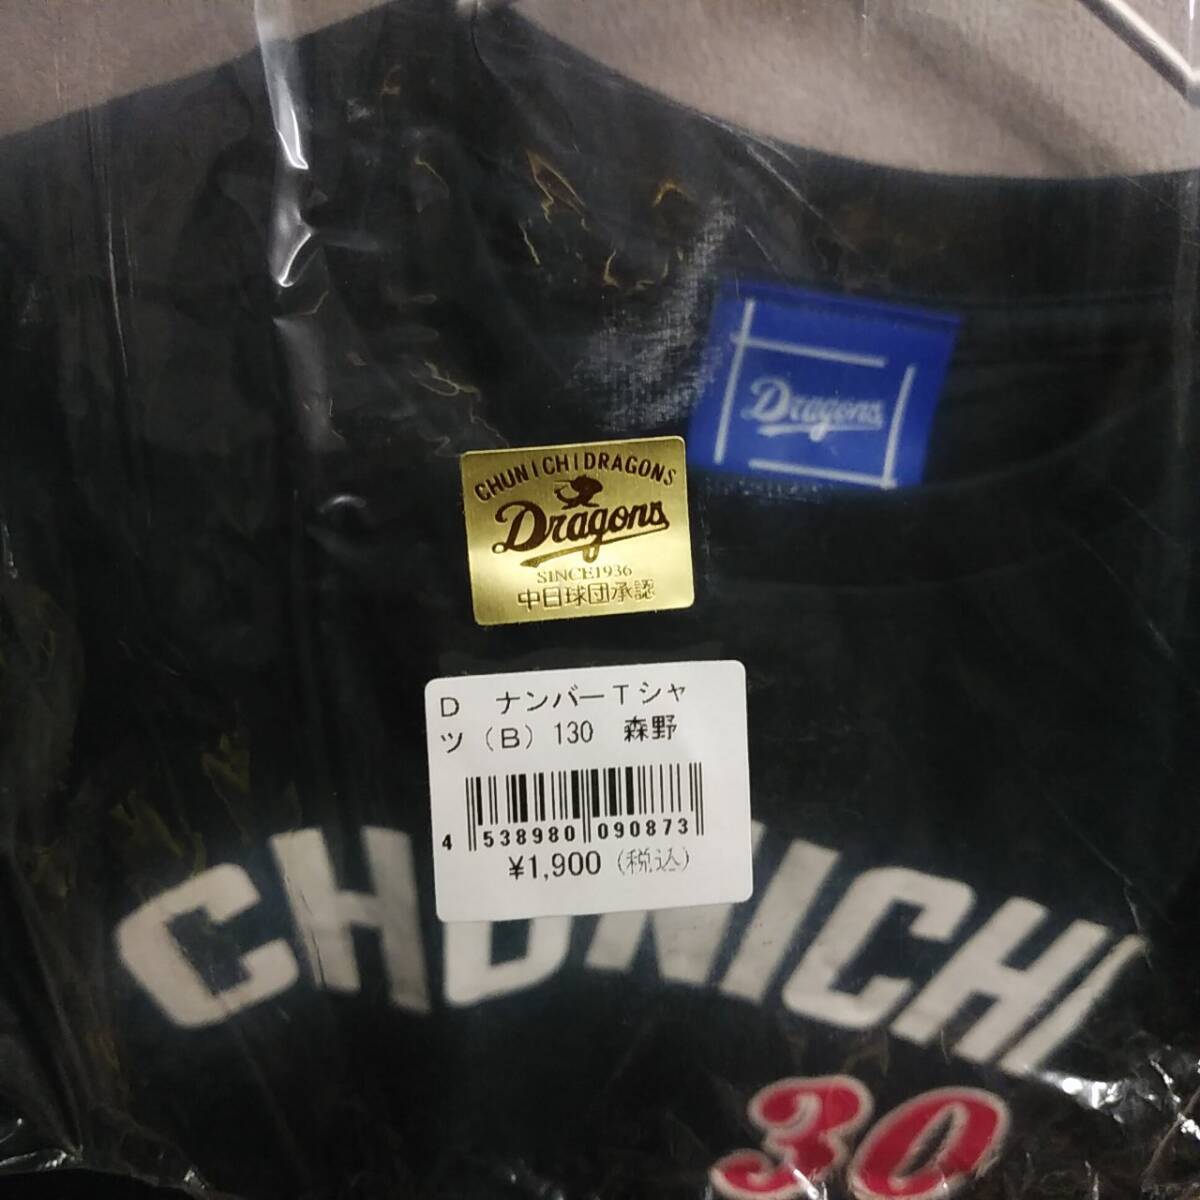 Dragons
CHUNICHI DRAGONS
Dragons
SINCE1936
中日球団承認
D　ナンバーTシャ
ツ(B)130　森野
4 538980 090873
¥1,900(税込)
CHUNICHI
30